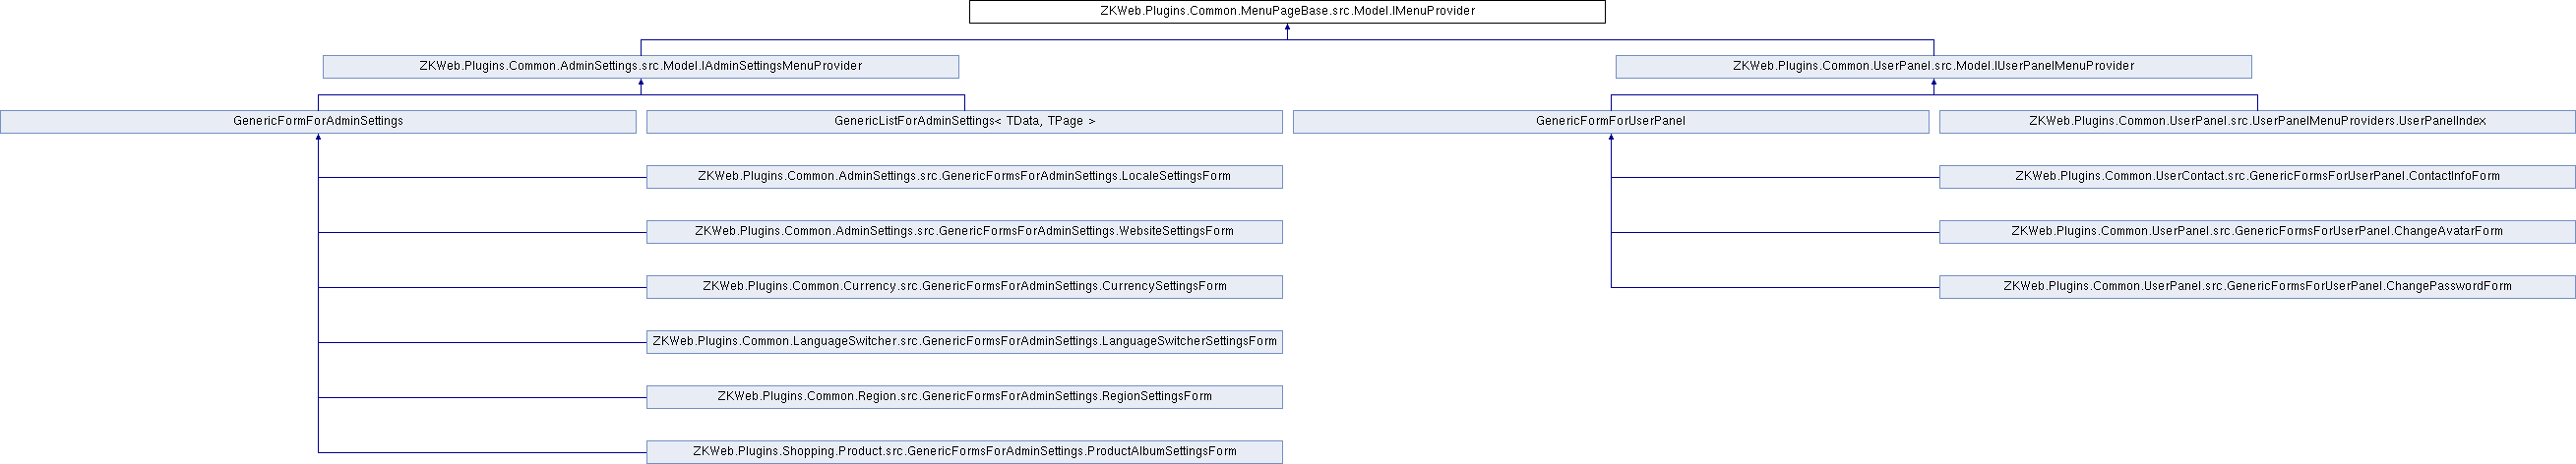 ZKWeb.Plugins.Common.MenuPageBase.src.Model.IMenuProvider
ZKWeb.Plugins.Common.AdminSettings.src.Model.IAdminSettingsMenuProvider
ZKWeb.Plugins.Common.UserPanel.src.Model.IUserPanelMenuProvider
GenericFormForAdminSettings
GenericListForAdminSettings< TData, TPage >
GenericFormForUserPanel
ZKWeb.Plugins.Common.UserPanel.src.UserPanelMenuProviders.UserPanelIndex
ZKWeb.Plugins.Common.AdminSettings.src.GenericFormsForAdminSettings.LocaleSettingsForm
ZKWeb.Plugins.Common.UserContact.src.GenericFormsForUserPanel.ContactInfoForm
ZKWeb.Plugins.Common.AdminSettings.src.GenericFormsForAdminSettings.WebsiteSettingsForm
ZKWeb.Plugins.Common.UserPanel.src.GenericFormsForUserPanel.ChangeAvatarForm
ZKWeb.Plugins.Common.Currency.src.GenericFormsForAdminSettings.CurrencySettingsForm
ZKWeb.Plugins.Common.UserPanel.src.GenericFormsForUserPanel.ChangePasswordForm
ZKWeb.Plugins.Common.LanguageSwitcher.src.GenericFormsForAdminSettings.LanguageSwitcherSettingsForm
ZKWeb.Plugins.Common.Region.src.GenericFormsForAdminSettings.RegionSettingsForm
ZKWeb.Plugins.Shopping.Product.src.GenericFormsForAdminSettings.ProductAlbumSettingsForm